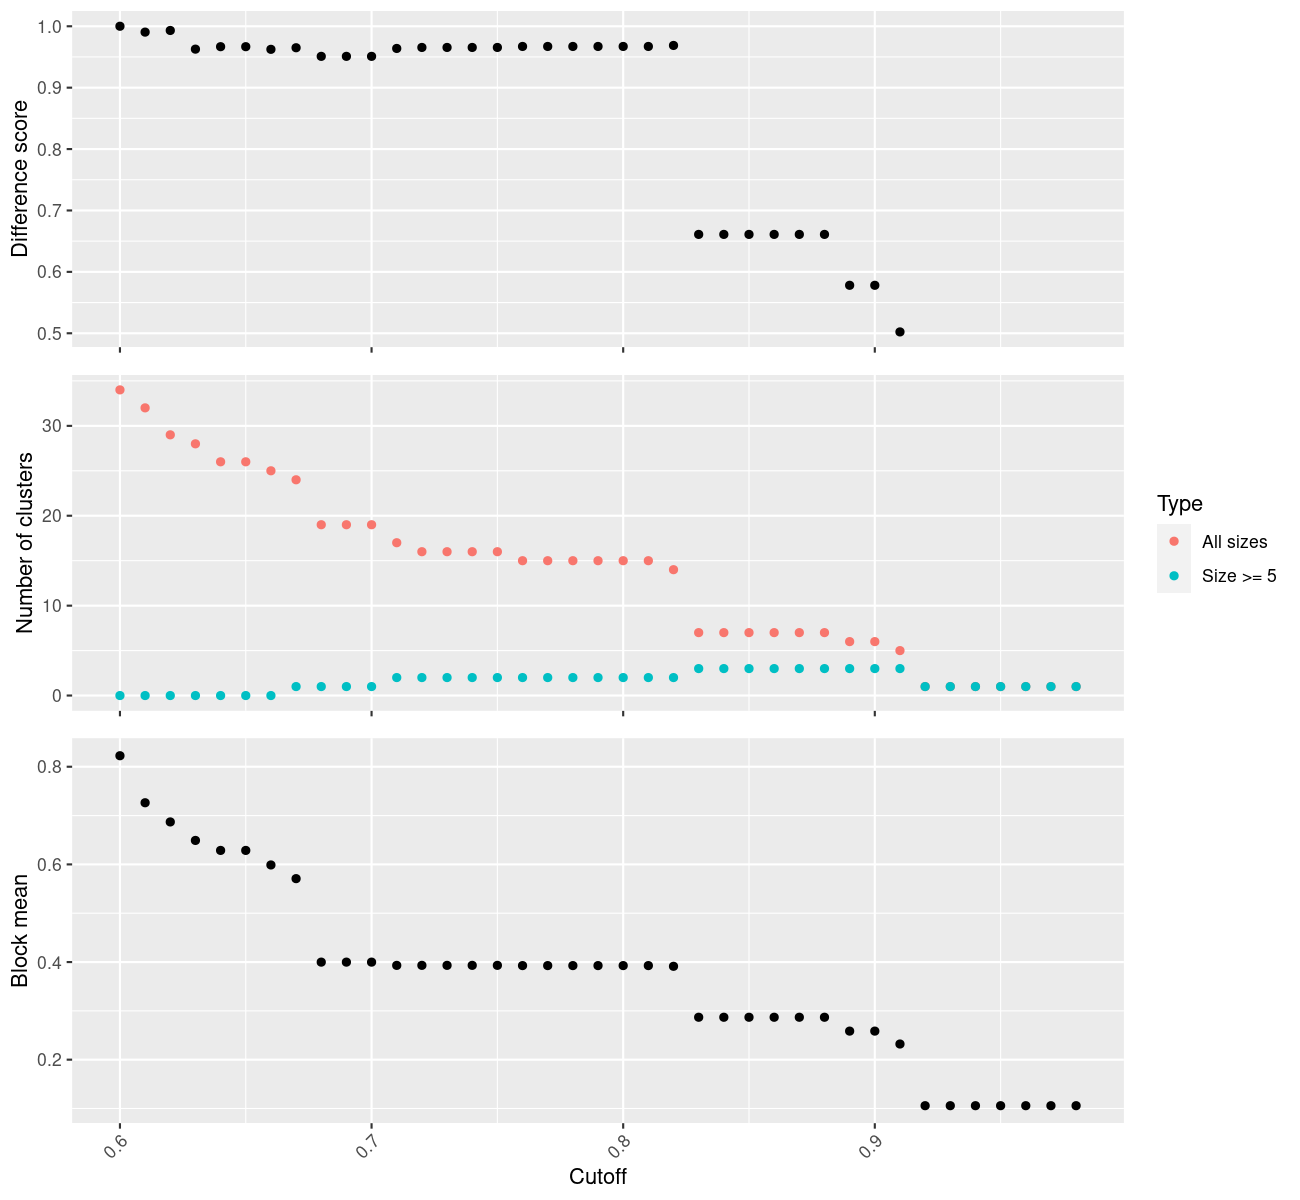 Difference score
1.0
0.9
0.8
0.7
0.6
0.5
Number of clusters
30
20
10
0
Type
All sizes
Size >= 5
Block mean
0.8
0.6
0.4
0.2
0.6
0.7
0.8
0.9
Cutoff